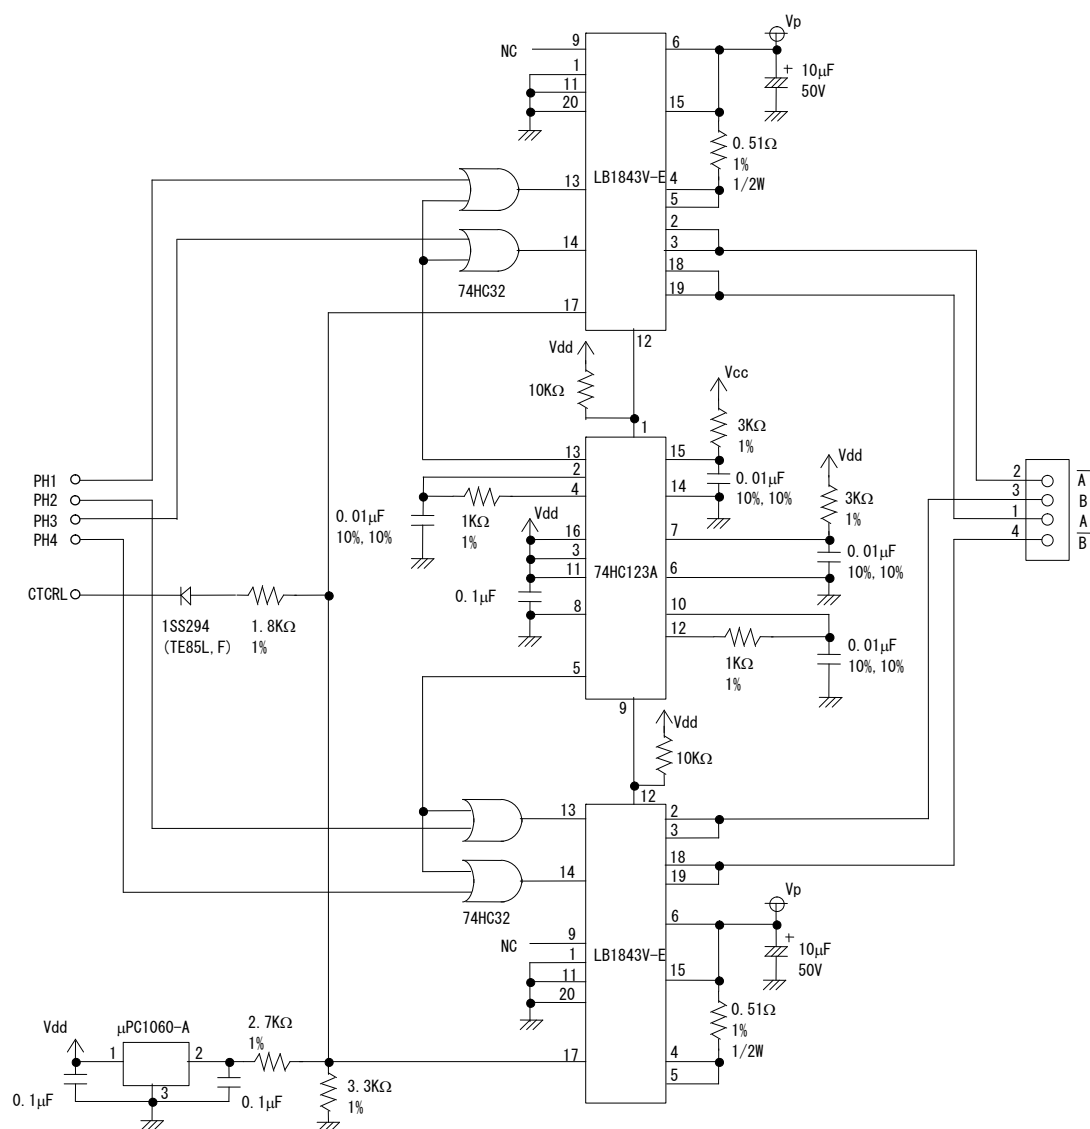 Vp
NC
9
1
11
20
6
+
10μF
50V
15
0.51Ω
1%
1/2W
LB1843V-E
13
4
5
2
14
3
18
19
74HC32
17
12
Vdd
10KΩ
1
Vcc
3KΩ
1%
13
2
4
15
0.01μF
10%,10%
14
Vdd
3KΩ
1%
PH1
PH2
PH3
PH4
0.01μF
10%,10%
1KΩ
1%
Vdd
16
3
11
74HC123A
7
0.01μF
10%,10%
6
2
3
1
4
A
B
A
B
CTCRL
1SS294
(TE85L,F)
1.8KΩ
1%
0.1μF
8
10
12
1KΩ
1%
0.01μF
10%,10%
5
9
Vdd
10KΩ
12
13
2
3
14
18
19
74HC32
Vp
NC
9
1
11
20
LB1843V-E
6
+
10μF
50V
15
0.51Ω
1%
1/2W
Vdd
μPC1060-A
2.7KΩ
1%
1
2
3
0.1μF
0.1μF
3.3KΩ
1%
17
4
5